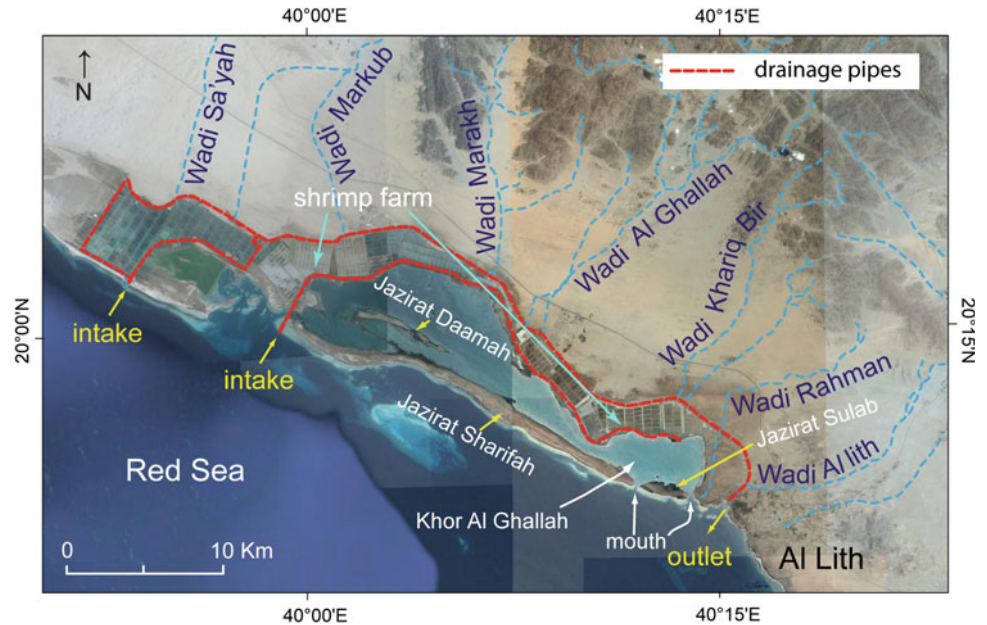 40°00'E
40°15'E
N
drainage pipes
Wadi Sa'yah
Wadi Markub
Wadi Marakh
Wadi Al Ghallah
Wadi Khariq Bir
shrimp farm
Jazirat Daamah
20°00'N
20°15'N
intake
intake
Wadi Rahman
Jazirat Sulab
Jazirat Sharifah
Wadi Al lith
Red Sea
Khor Al Ghallah
mouth
outlet
Al Lith
0
10 Km
40°00'E
40°15'E